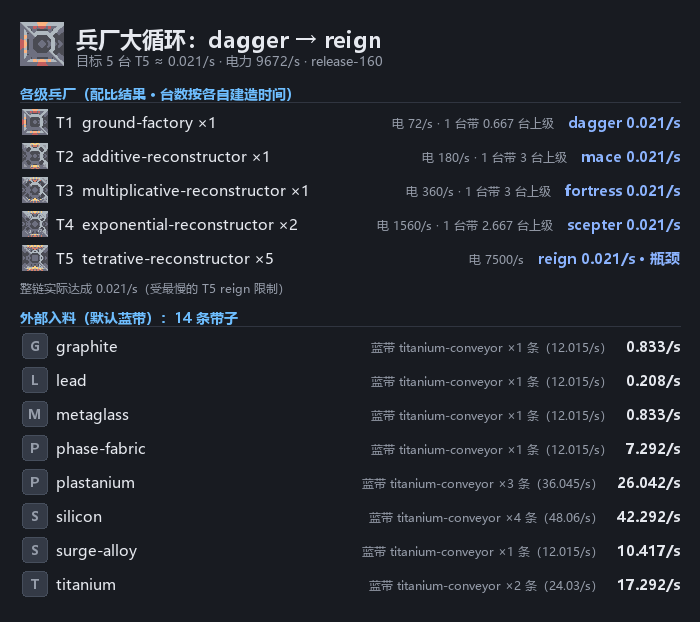 兵厂大循环：dagger → reign
目标 5 台 T5 ≈ 0.021/s · 电力 9672/s · release-160
各级兵厂（配比结果 • 台数按各自建造时间）
T1 ground-factory ×1 电 72/s · 1 台带 0.667 台上级 dagger 0.021/s
T2 additive-reconstructor ×1 电 180/s · 1 台带 3 台上级 mace 0.021/s
T3 multiplicative-reconstructor ×1 电 360/s · 1 台带 3 台上级 fortress 0.021/s
T4 exponential-reconstructor ×2 电 1560/s · 1 台带 2.667 台上级 scepter 0.021/s
T5 tetrative-reconstructor ×5 电 7500/s reign 0.021/s • 瓶颈
整链实际达成 0.021/s（受最慢的 T5 reign 限制）
外部入料（默认蓝带）：14 条带子
G graphite 蓝带 titanium-conveyor ×1 条（12.015/s） 0.833/s
L lead 蓝带 titanium-conveyor ×1 条（12.015/s） 0.208/s
M metaglass 蓝带 titanium-conveyor ×1 条（12.015/s） 0.833/s
P phase-fabric 蓝带 titanium-conveyor ×1 条（12.015/s） 7.292/s
P plastanium 蓝带 titanium-conveyor ×3 条（36.045/s） 26.042/s
S silicon 蓝带 titanium-conveyor ×4 条（48.06/s） 42.292/s
S surge-alloy 蓝带 titanium-conveyor ×1 条（12.015/s） 10.417/s
T titanium 蓝带 titanium-conveyor ×2 条（24.03/s） 17.292/s